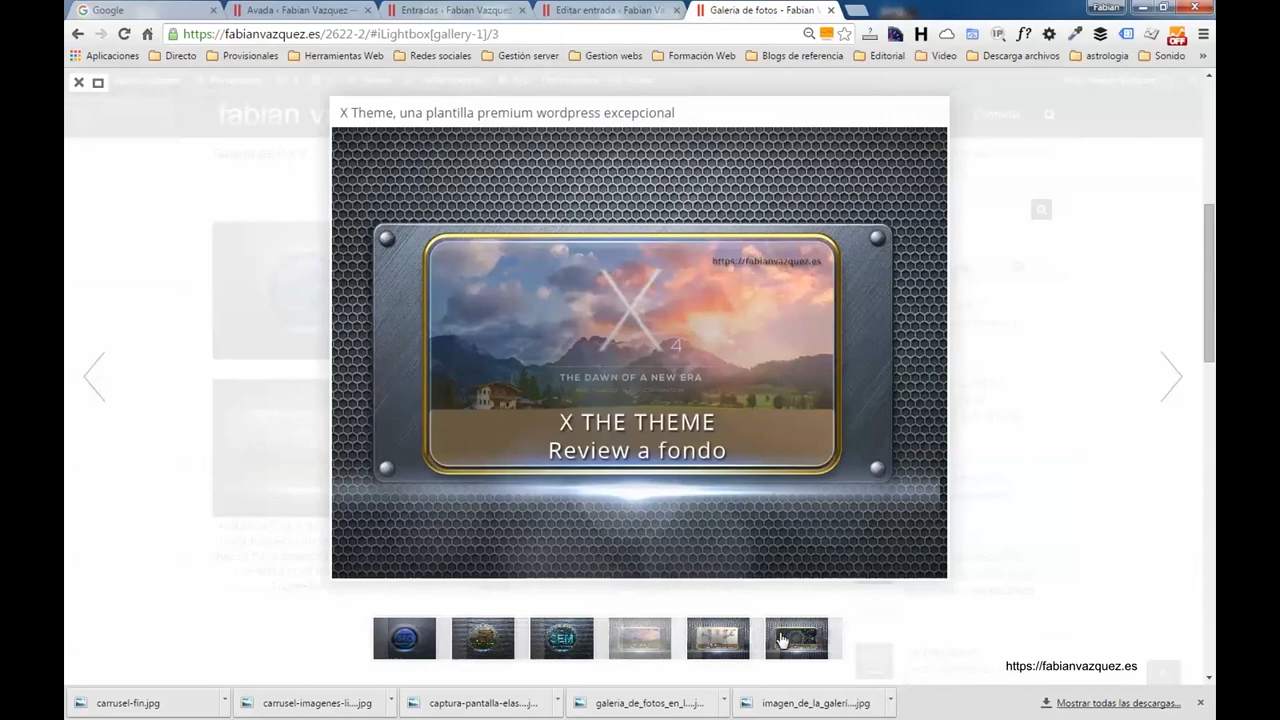 Google
Avada ‹ Fabian Vazquez —
Entradas ‹ Fabian Vazquez
Editar entrada ‹ Fabian Va
Galeria de fotos - Fabian V
Fabian
https://fabianvazquez.es/2622-2/#iLightbox[gallery-1]/3
Aplicaciones
Directo
Provisionales
Herramientas Web
Redes sociales
Gestión server
Gestion webs
Formación Web
Blogs de referencia
Editorial
Video
Descarga archivos
astrologia
Sonido
»
fabian va
X Theme, una plantilla premium wordpress excepcional
https://fabianvazquez.es
X
4
THE DAWN OF A NEW ERA
X THE THEME
Review a fondo
SEM
https://fabianvazquez.es
carrusel-fin.jpg
carrusel-imagenes-li....jpg
captura-pantalla-elas....j...
galeria_de_fotos_en_l....j...
imagen_de_la_galeri....jpg
Mostrar todas las descargas...